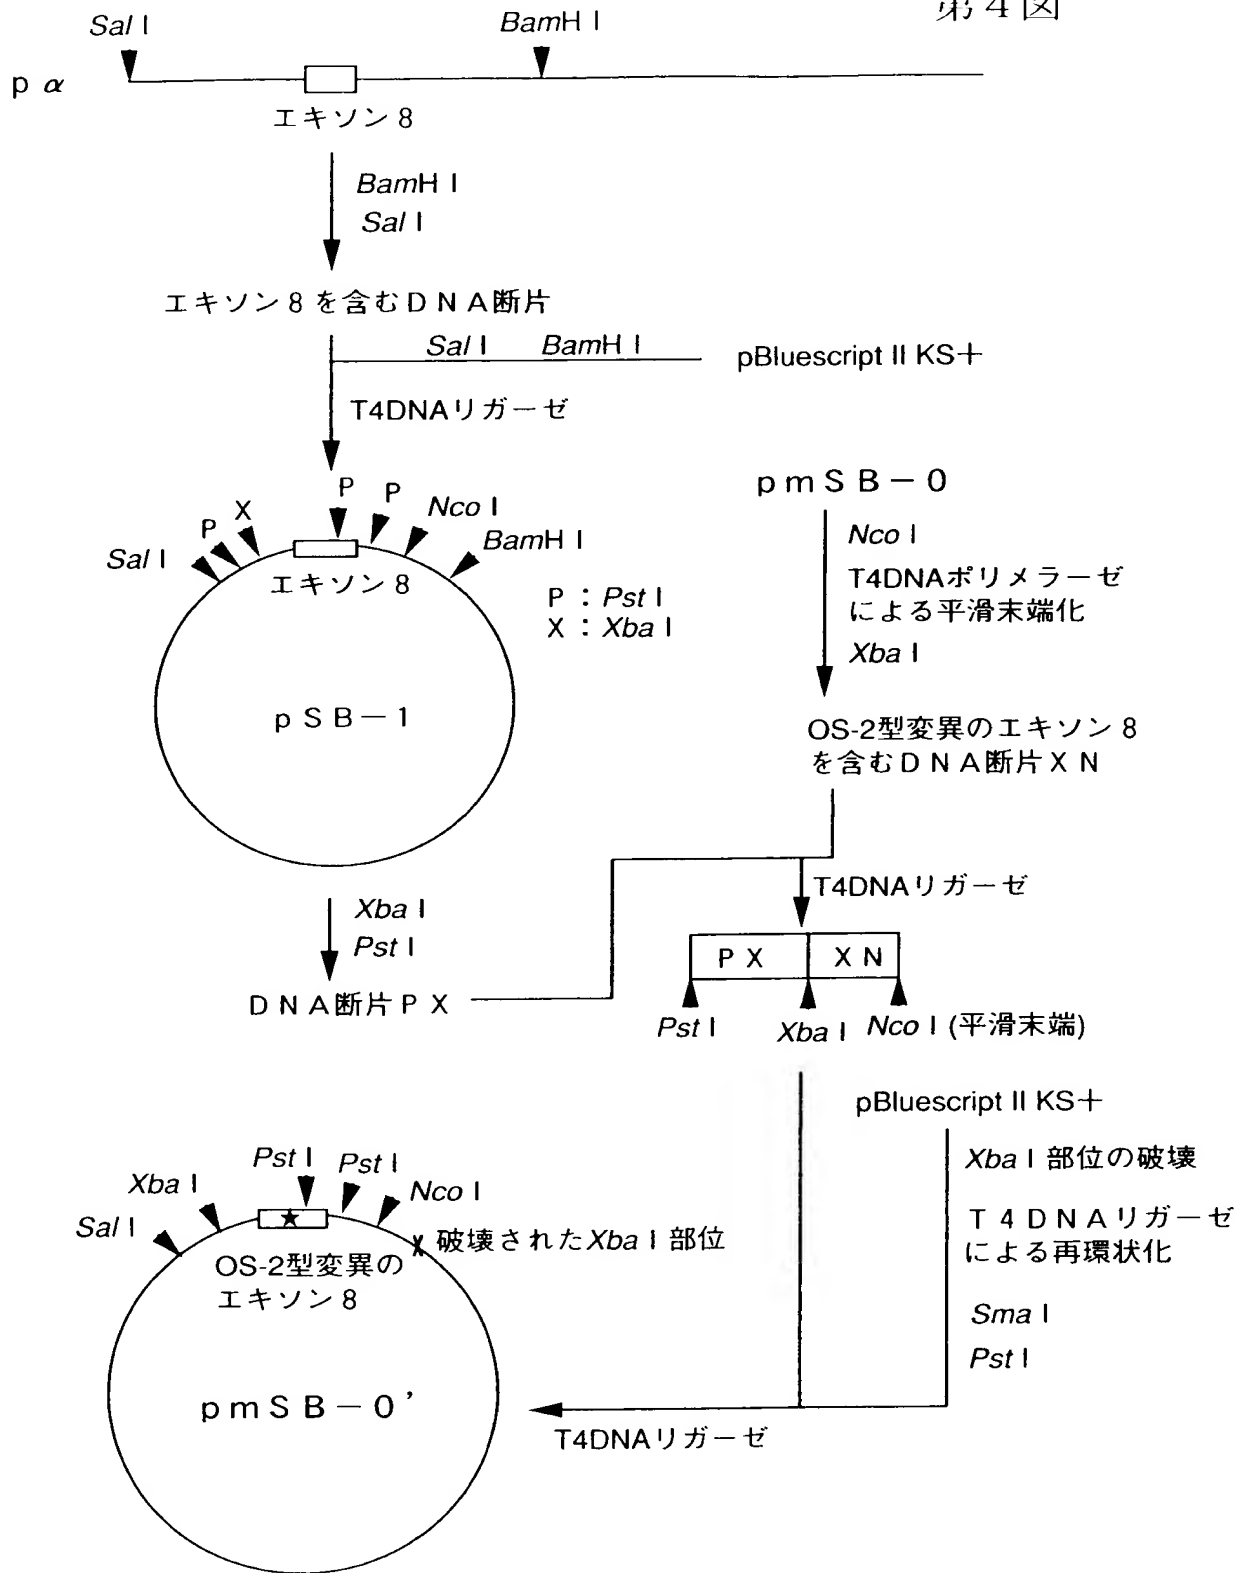 第4図
Sal I
BamH I
p α
エキソン 8
BamH I
Sal I
エキソン 8 を含むDNA断片
Sal I BamH I
pBluescript II KS+
T4DNAリガーゼ
P
P
Nco I
X
P
BamH I
Sal I
エキソン 8
P : Pst I
X : Xba I
pSB-1
pmSB-0
Nco I
T4DNAポリメラーゼ
による平滑末端化
Xba I
OS-2型変異のエキソン 8
を含むDNA断片XN
Xba I
Pst I
DNA断片PX
T4DNAリガーゼ
PX
XN
Pst I
Xba I
Nco I (平滑末端)
pBluescript II KS+
Xba I 部位の破壊
T4DNAリガーゼ
による再環状化
Sma I
Pst I
Pst I
Pst I
Xba I
Nco I
Sal I
破壊されたXba I 部位
OS-2型変異の
エキソン 8
pmSB-0'
T4DNAリガーゼ